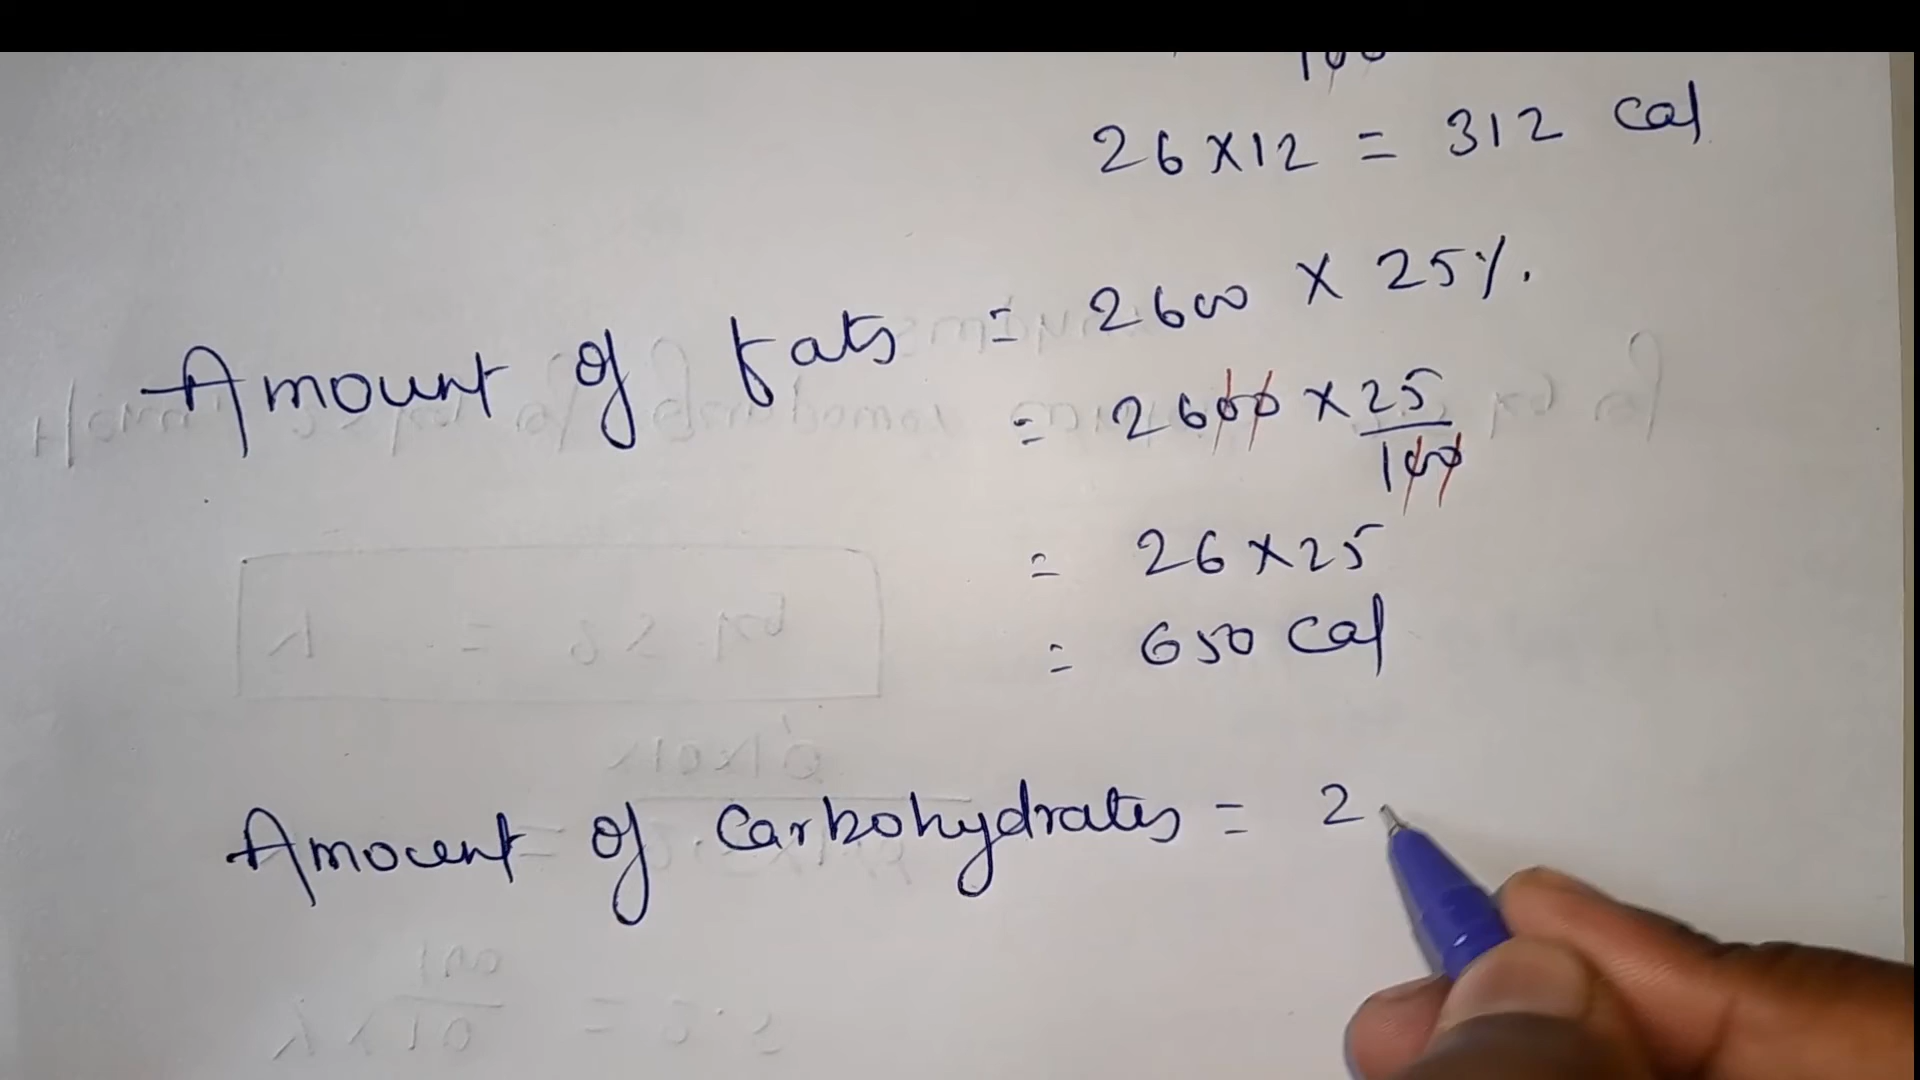 100
26 × 12 = 312 Cal
Amount of fats = 2600 × 25%.
= 2600 × 25/100
= 26 × 25
= 650 Cal
Amount of Carbohydrates = 2